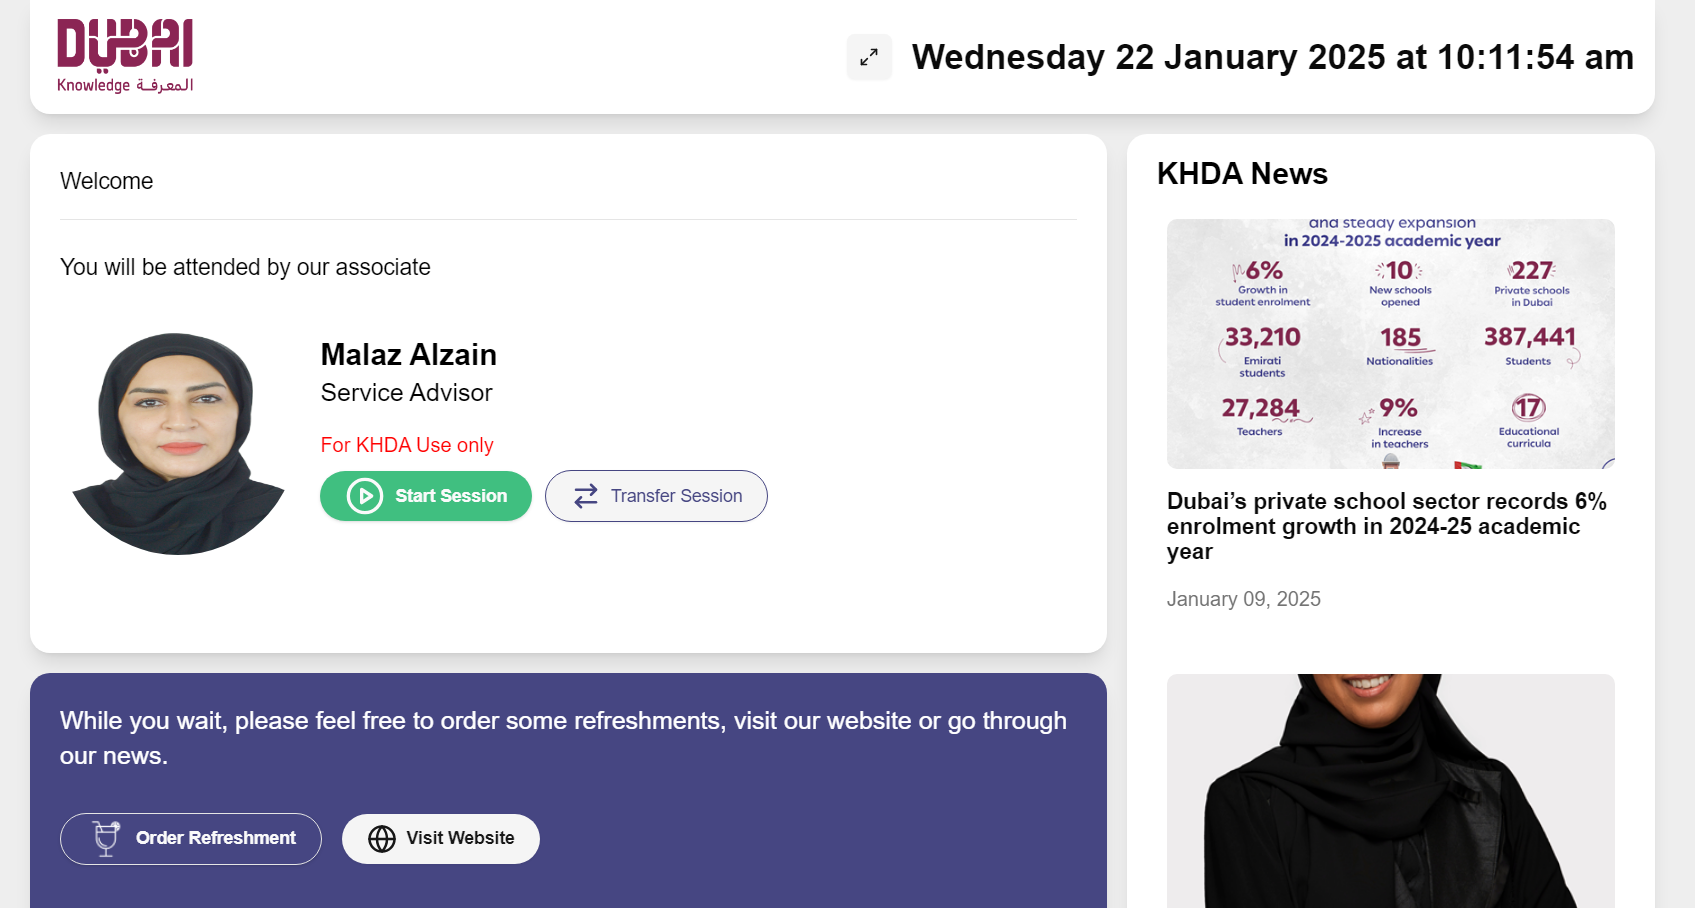 DUBAI
Knowledge المعرفة
Wednesday 22 January 2025 at 10:11:54 am
Welcome
You will be attended by our associate
Malaz Alzain
Service Advisor
For KHDA Use only
Start Session
Transfer Session
While you wait, please feel free to order some refreshments, visit our website or go through
our news.
Order Refreshment
Visit Website
KHDA News
and steady expansion
in 2024-2025 academic year
6%
Growth in
student enrolment
10
New schools
opened
227
Private schools
in Dubai
33,210
Emirati
students
185
Nationalities
387,441
Students
27,284
Teachers
9%
Increase
in teachers
17
Educational
curricula
Dubai’s private school sector records 6%
enrolment growth in 2024-25 academic
year
January 09, 2025